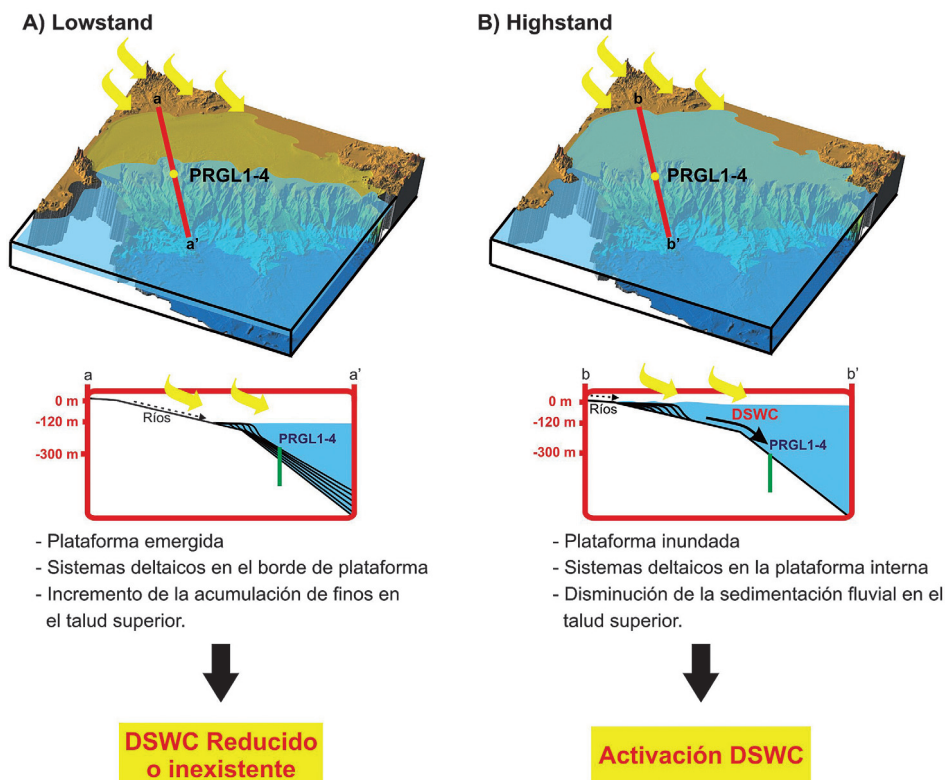 A) Lowstand
a
PRGL1-4
a'
a
a'
0 m
-120 m
-300 m
Ríos
PRGL1-4
- Plataforma emergida
- Sistemas deltaicos en el borde de plataforma
- Incremento de la acumulación de finos en
el talud superior.
DSWC Reducido
o inexistente
B) Highstand
b
PRGL1-4
b'
b
b'
0 m
-120 m
-300 m
Ríos
DSWC
PRGL1-4
- Plataforma inundada
- Sistemas deltaicos en la plataforma interna
- Disminución de la sedimentación fluvial en el
talud superior.
Activación DSWC